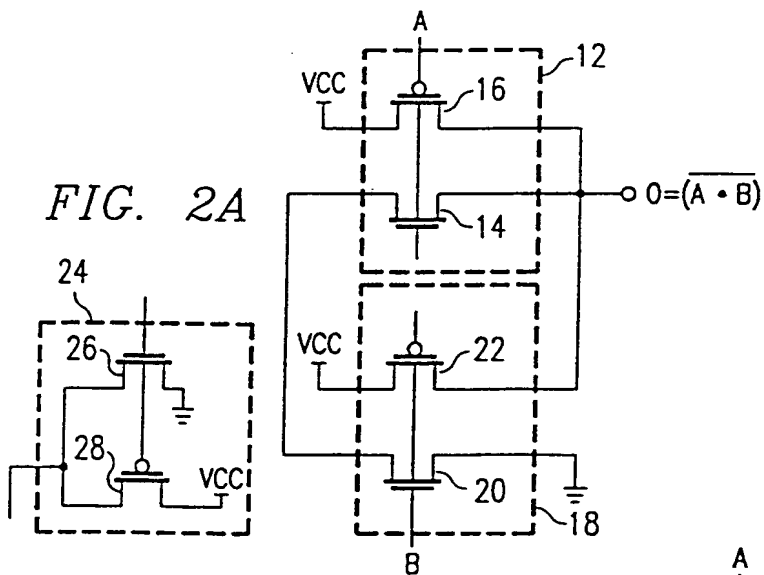 A
12
VCC
16
FIG. 2A
14
O=(A • B)
24
26
VCC
22
28
VCC
20
18
B
A